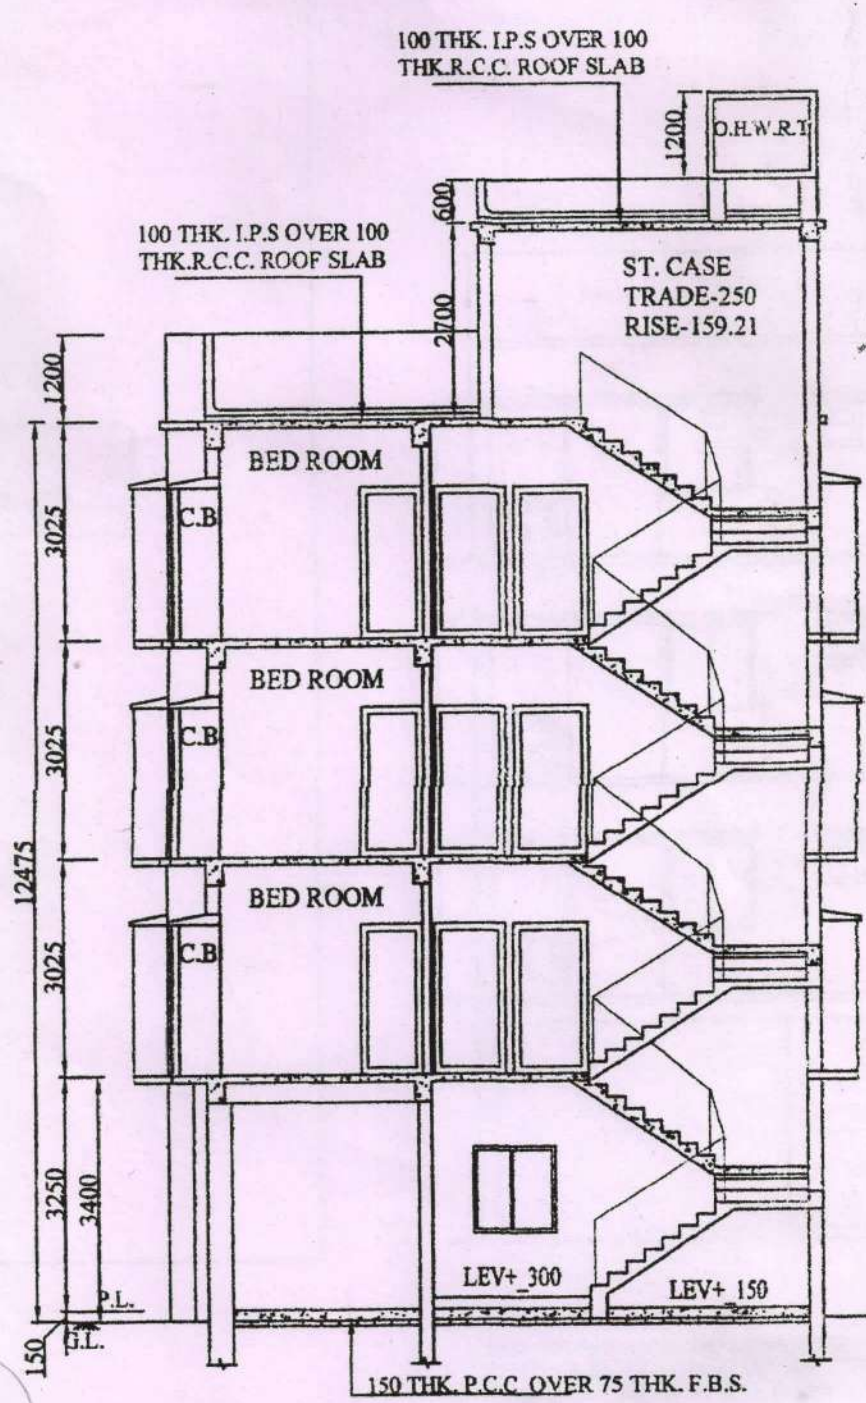 100 THK. I.P.S OVER 100
THK.R.C.C. ROOF SLAB
1200
O.H.W.R.T
600
100 THK. I.P.S OVER 100
THK.R.C.C. ROOF SLAB
2700
ST. CASE
TRADE-250
RISE-159.21
1200
BED ROOM
C.B
3025
BED ROOM
C.B
3025
12475
BED ROOM
C.B
3025
3250
3400
LEV+_300
LEV+_150
P.L.
G.L.
150
150 THK. P.C.C OVER 75 THK. F.B.S.